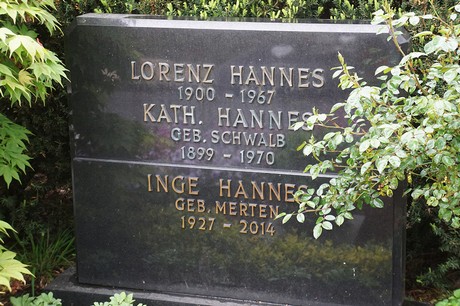 LORENZ HANNES
1900 - 1967
KATH. HANNES
GEB. SCHWALB
1899 - 1970
INGE HANNES
GEB. MERTEN
1927 - 2014